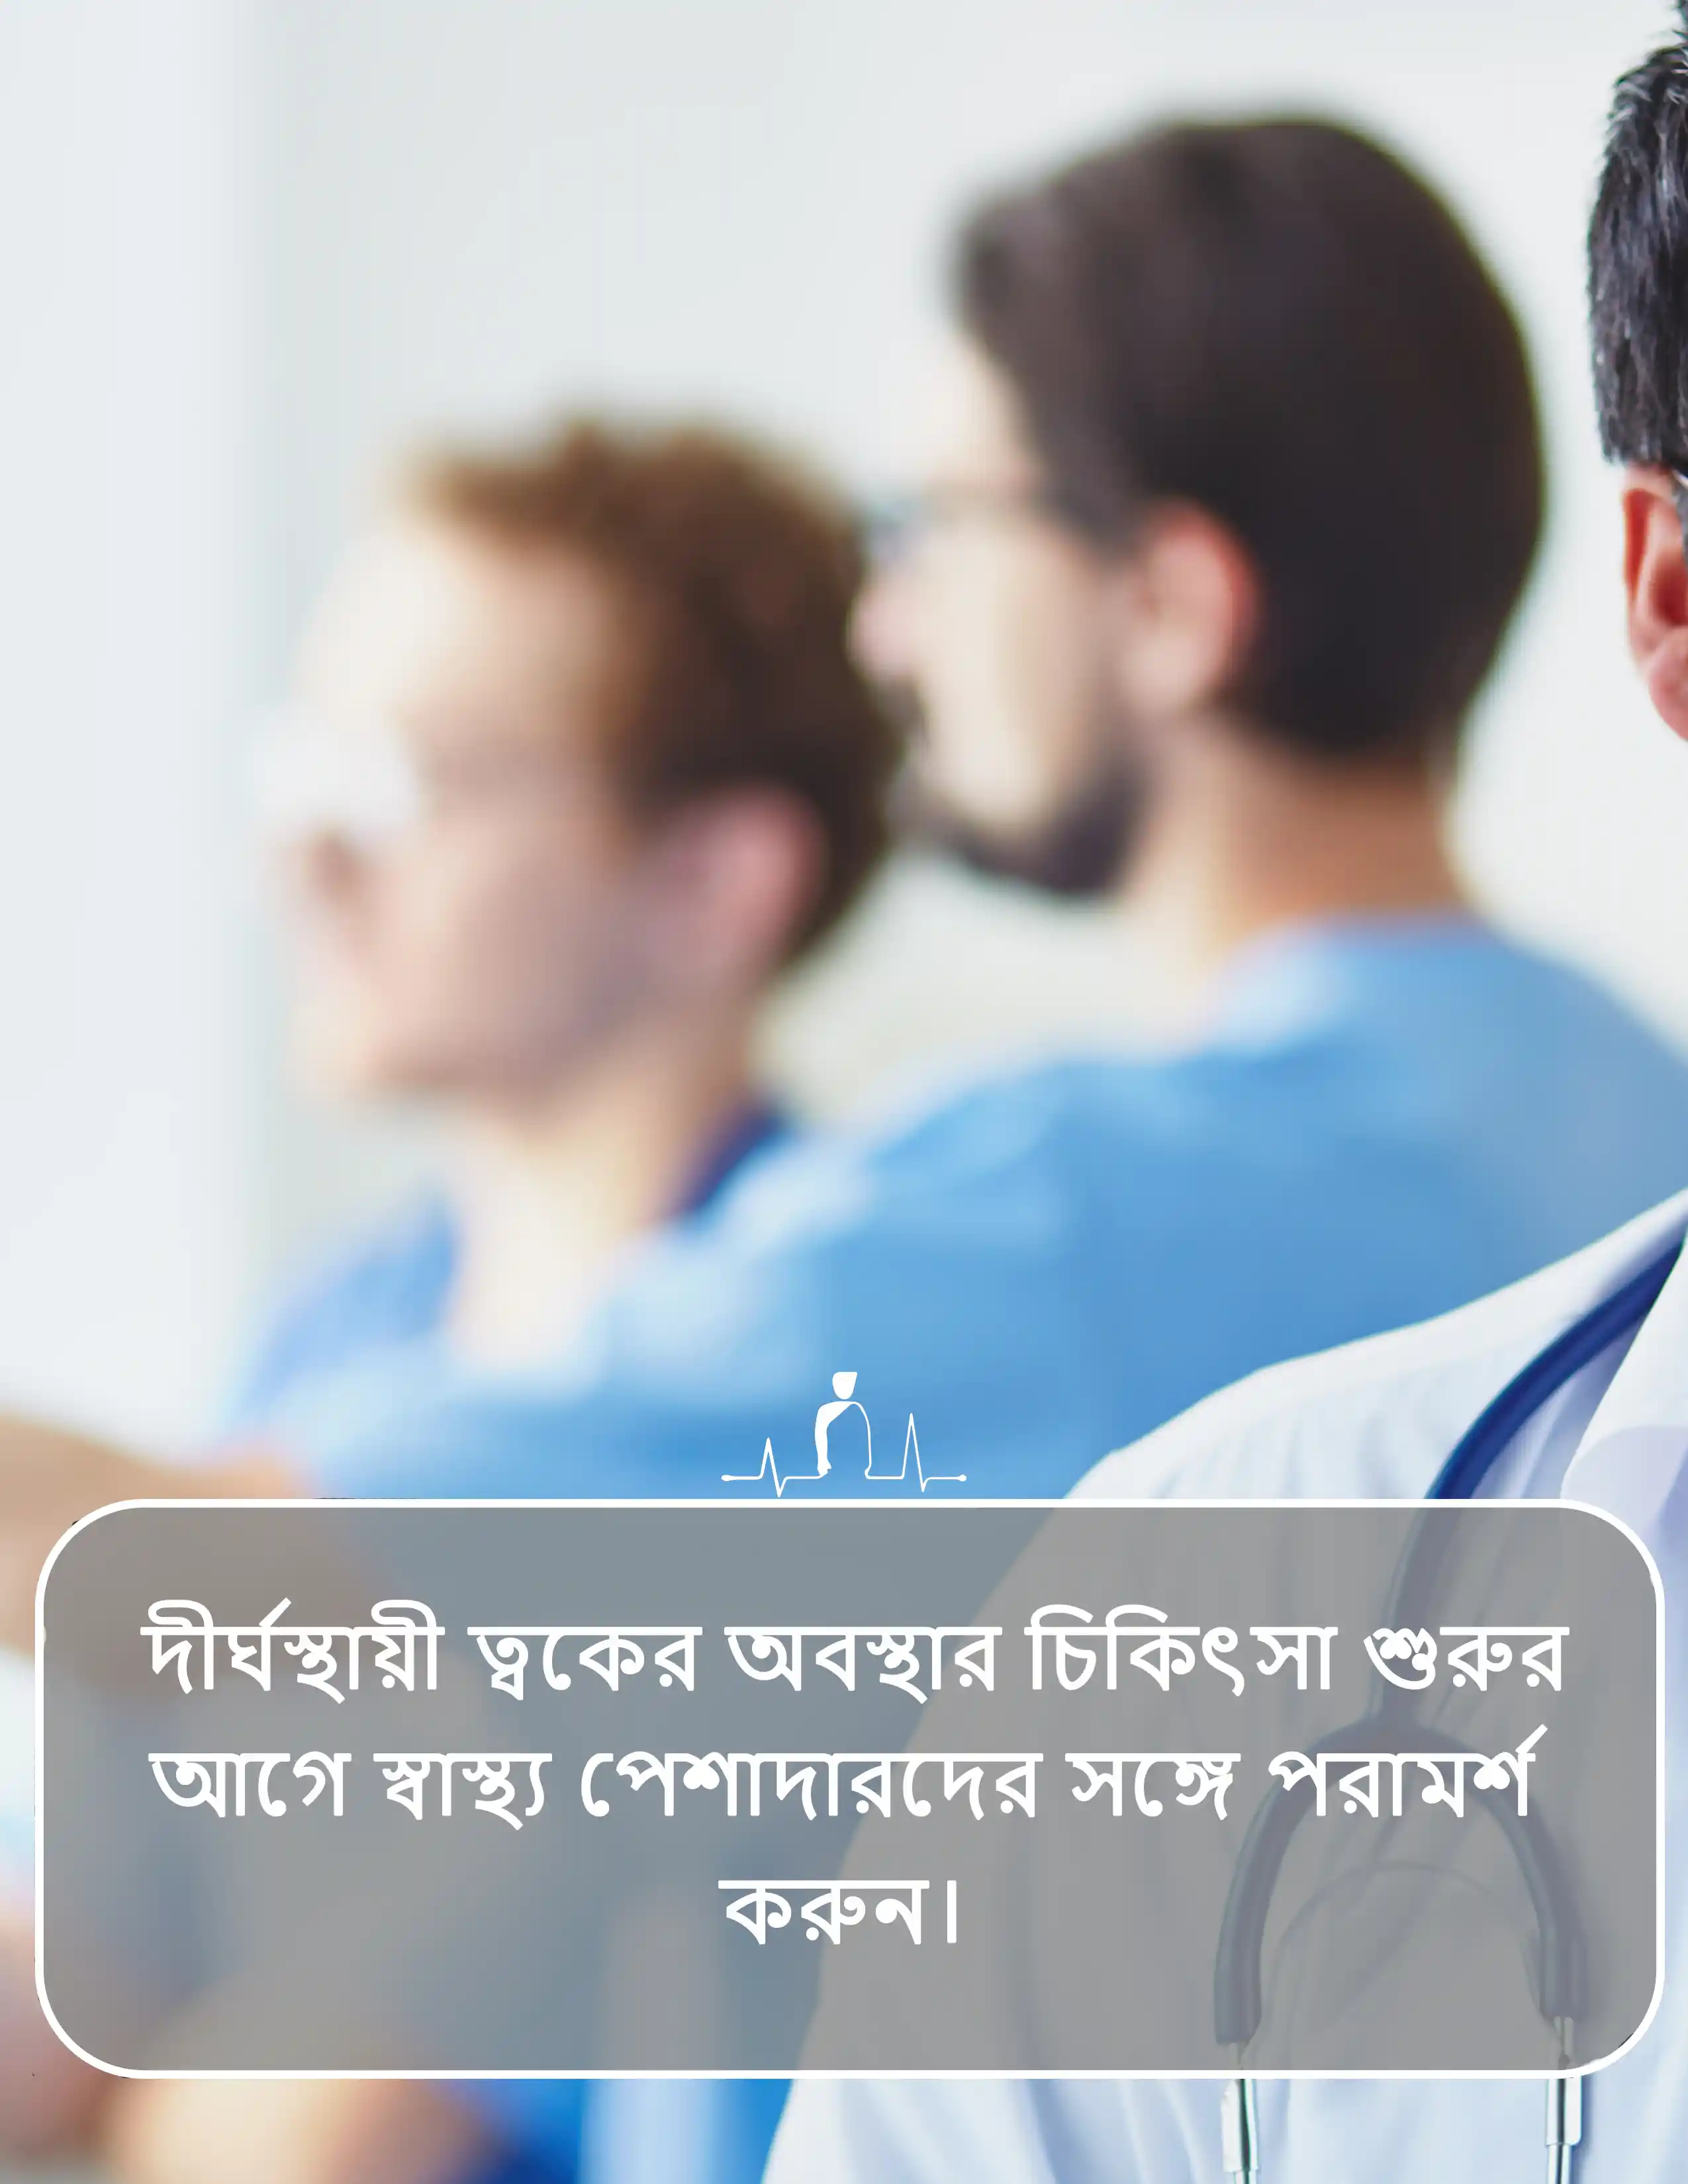 দীর্ঘস্থায়ী ত্বকের অবস্থার চিকিৎসা শুরুর
আগে স্বাস্থ্য পেশাদারদের সঙ্গে পরামর্শ
করুন।